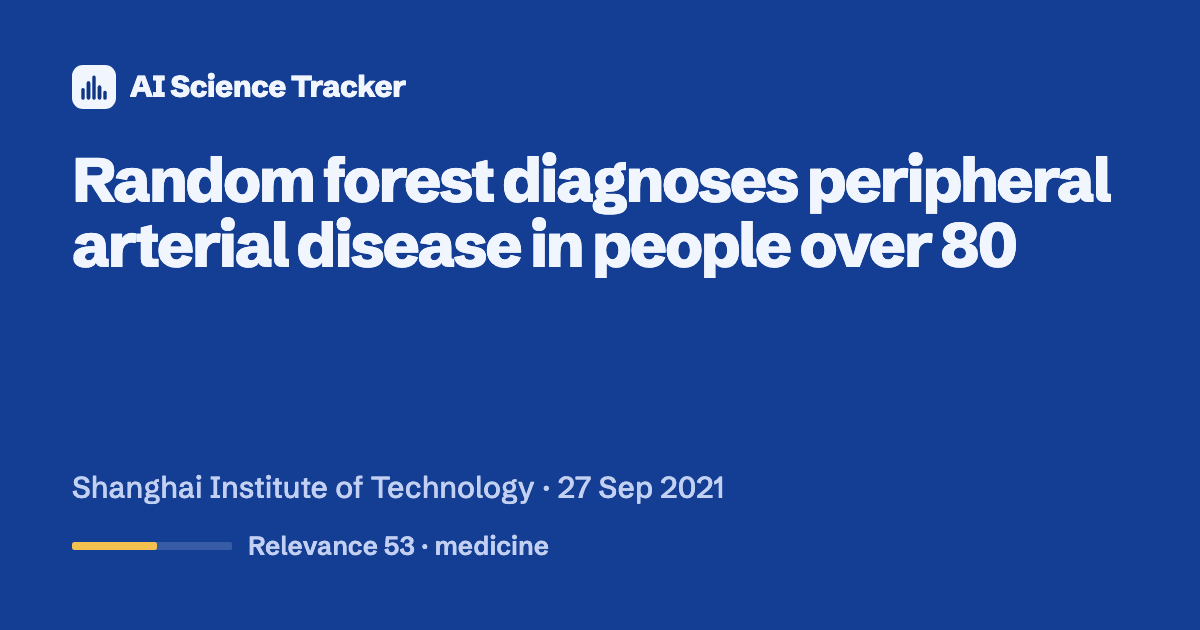 AI Science Tracker
Random forest diagnoses peripheral
arterial disease in people over 80
Shanghai Institute of Technology · 27 Sep 2021
Relevance 53 · medicine